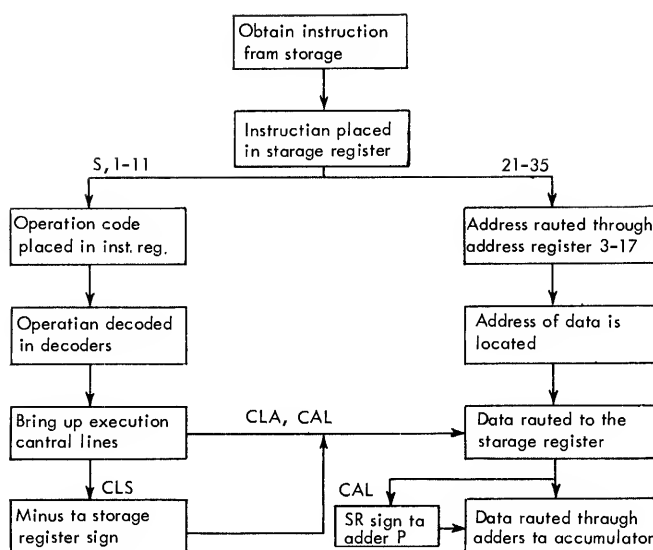 Obtain instruction
fram storage
Instructian placed
in starage register
S, 1-11
21-35
Operation code
placed in inst. reg.
Address rauted through
address register 3-17
Operatian decoded
in decoders
Address of data is
located
Bring up execution
cantral lines
CLA, CAL
Data rauted to the
starage register
CLS
CAL
Minus ta storage
register sign
SR sign ta
adder P
Data rauted through
adders ta accumulator